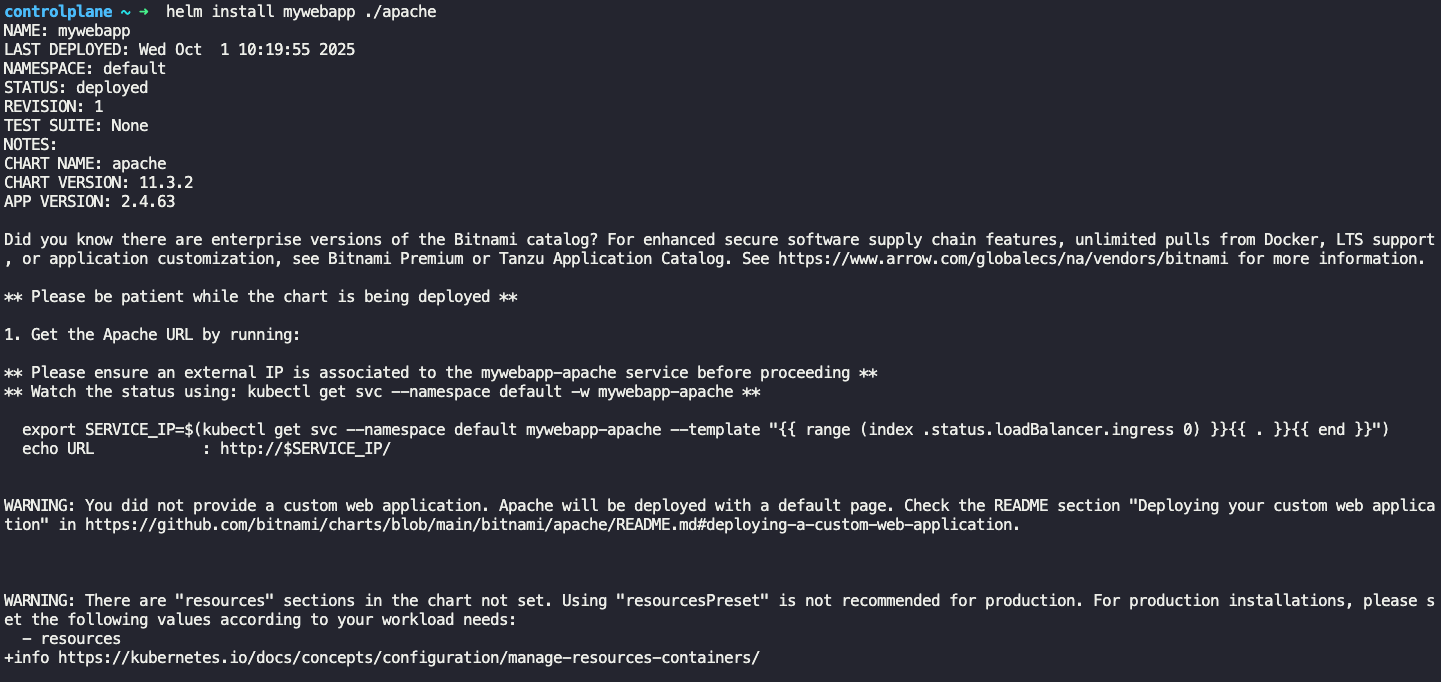 controlplane ~ ➜  helm install mywebapp ./apache
NAME: mywebapp
LAST DEPLOYED: Wed Oct  1 10:19:55 2025
NAMESPACE: default
STATUS: deployed
REVISION: 1
TEST SUITE: None
NOTES:
CHART NAME: apache
CHART VERSION: 11.3.2
APP VERSION: 2.4.63
Did you know there are enterprise versions of the Bitnami catalog? For enhanced secure software supply chain features, unlimited pulls from Docker, LTS support
, or application customization, see Bitnami Premium or Tanzu Application Catalog. See https://www.arrow.com/globalecs/na/vendors/bitnami for more information.
** Please be patient while the chart is being deployed **
1. Get the Apache URL by running:
** Please ensure an external IP is associated to the mywebapp-apache service before proceeding **
** Watch the status using: kubectl get svc --namespace default -w mywebapp-apache **
  export SERVICE_IP=$(kubectl get svc --namespace default mywebapp-apache --template "{{ range (index .status.loadBalancer.ingress 0) }}{{ . }}{{ end }}")
  echo URL            : http://$SERVICE_IP/
WARNING: You did not provide a custom web application. Apache will be deployed with a default page. Check the README section "Deploying your custom web applica
tion" in https://github.com/bitnami/charts/blob/main/bitnami/apache/README.md#deploying-a-custom-web-application.
WARNING: There are "resources" sections in the chart not set. Using "resourcesPreset" is not recommended for production. For production installations, please s
et the following values according to your workload needs:
  - resources
+info https://kubernetes.io/docs/concepts/configuration/manage-resources-containers/